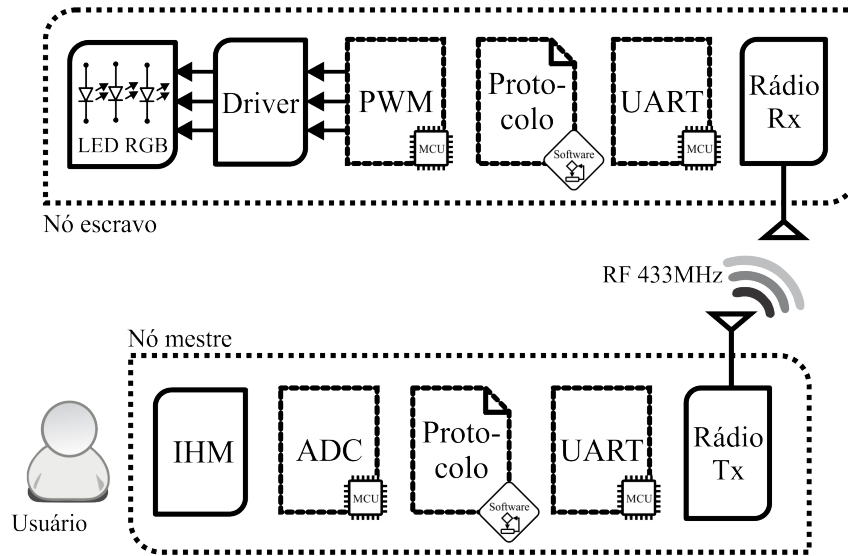 LED RGB
Driver
PWM
MCU
Proto-
colo
Software
UART
MCU
Rádio
Rx
Nó escravo
RF 433MHz
Nó mestre
Usuário
IHM
ADC
MCU
Proto-
colo
Software
UART
MCU
Rádio
Tx